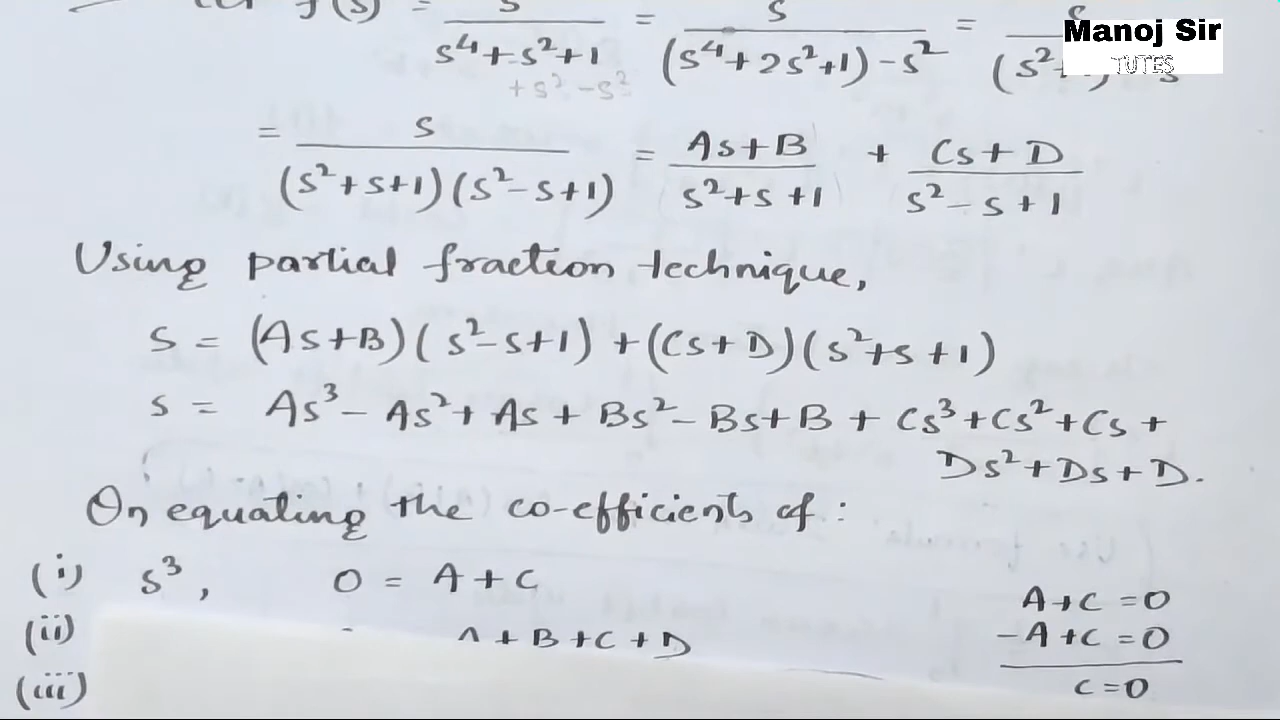 f(s) = s / s⁴+s²+1 = s / (s⁴+2s²+1)-s² =
+s² -s²
Manoj Sir
TUTES
= s / (s²+s+1)(s²-s+1) = As+B / s²+s+1 + Cs+D / s²-s+1
Using partial fraction technique,
s = (As+B)(s²-s+1)+(Cs+D)(s²+s+1)
s = As³-As²+As+Bs²-Bs+B+Cs³+Cs²+Cs+
Ds²+Ds+D.
On equating the co-efficients of :
(i) s³, 0 = A+C
(ii) A+B+C+D
(iii)
A+C=0
-A+C=0
C=0